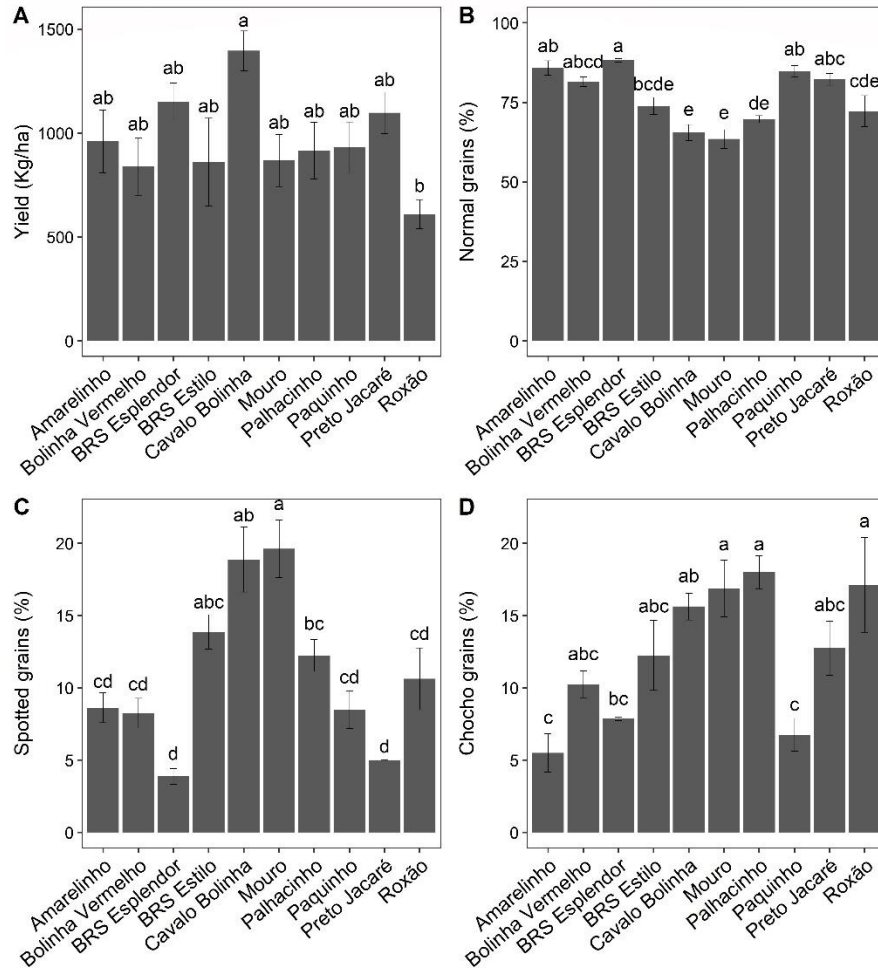 A
Yield (Kg/ha)
1500
1000
500
0
ab
ab
ab
ab
a
ab
ab
ab
ab
b
Amarelinho
Bolinha Vermelho
BRS Esplendor
BRS Estilo
Cavalo Bolinha
Mouro
Palhacinho
Paquinho
Preto Jacaré
Roxão
B
Normal grains (%)
100
75
50
25
0
ab
abcd
a
bcde
e
e
de
ab
abc
cde
Amarelinho
Bolinha Vermelho
BRS Esplendor
BRS Estilo
Cavalo Bolinha
Mouro
Palhacinho
Paquinho
Preto Jacaré
Roxão
C
Spotted grains (%)
20
15
10
5
0
cd
cd
d
abc
ab
a
bc
cd
d
cd
Amarelinho
Bolinha Vermelho
BRS Esplendor
BRS Estilo
Cavalo Bolinha
Mouro
Palhacinho
Paquinho
Preto Jacaré
Roxão
D
Chocho grains (%)
20
15
10
5
0
c
abc
bc
abc
ab
a
a
c
abc
a
Amarelinho
Bolinha Vermelho
BRS Esplendor
BRS Estilo
Cavalo Bolinha
Mouro
Palhacinho
Paquinho
Preto Jacaré
Roxão